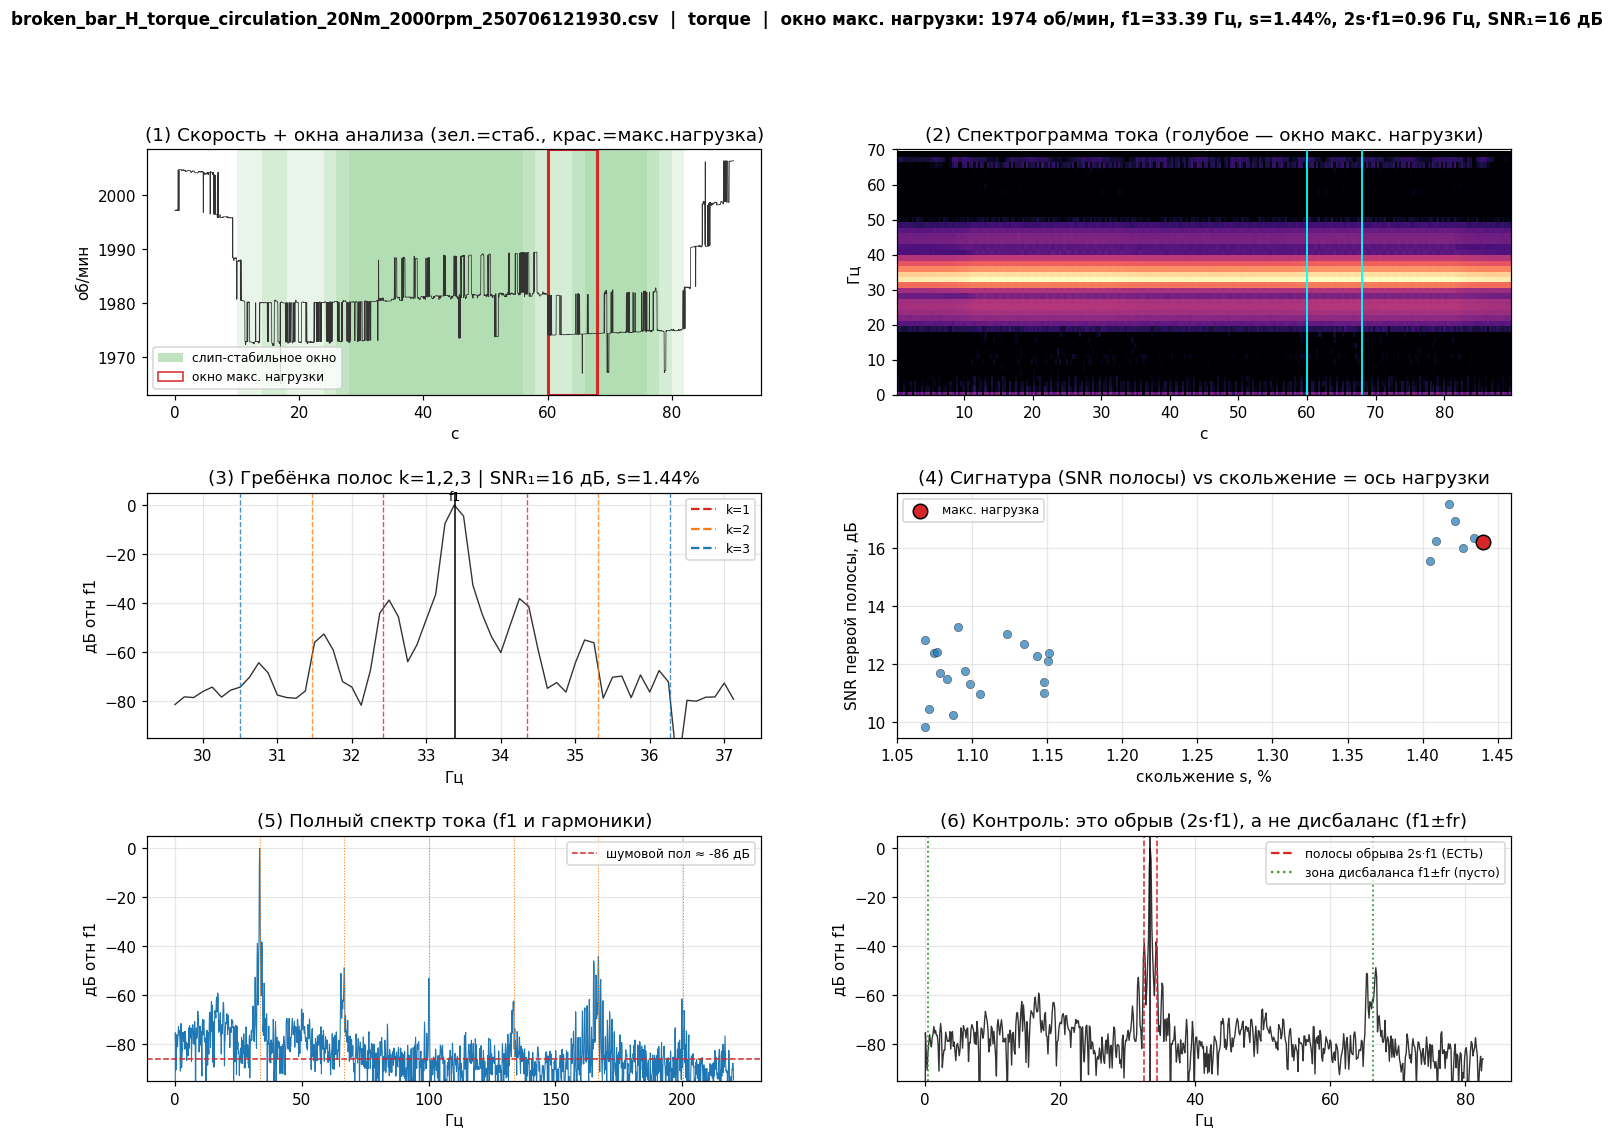 broken_bar_H_torque_circulation_20Nm_2000rpm_250706121930.csv | torque | окно макс. нагрузки: 1974 об/мин, f1=33.39 Гц, s=1.44%, 2s·f1=0.96 Гц, SNR₁=16 дБ
(1) Скорость + окна анализа (зел.=стаб., крас.=макс.нагрузка)
об/мин
2000
1990
1980
1970
слип-стабильное окно
окно макс. нагрузки
0 20 40 60 80
с
(2) Спектрограмма тока (голубое — окно макс. нагрузки)
Гц
70
60
50
40
30
20
10
0
10 20 30 40 50 60 70 80
с
(3) Гребёнка полос k=1,2,3 | SNR₁=16 дБ, s=1.44%
f1
дБ отн f1
0
−20
−40
−60
−80
k=1
k=2
k=3
30 31 32 33 34 35 36 37
Гц
(4) Сигнатура (SNR полосы) vs скольжение = ось нагрузки
SNR первой полосы, дБ
16
14
12
10
макс. нагрузка
1.05 1.10 1.15 1.20 1.25 1.30 1.35 1.40 1.45
скольжение s, %
(5) Полный спектр тока (f1 и гармоники)
дБ отн f1
0
−20
−40
−60
−80
шумовой пол ≈ -86 дБ
0 50 100 150 200
Гц
(6) Контроль: это обрыв (2s·f1), а не дисбаланс (f1±fr)
дБ отн f1
0
−20
−40
−60
−80
полосы обрыва 2s·f1 (ЕСТЬ)
зона дисбаланса f1±fr (пусто)
0 20 40 60 80
Гц